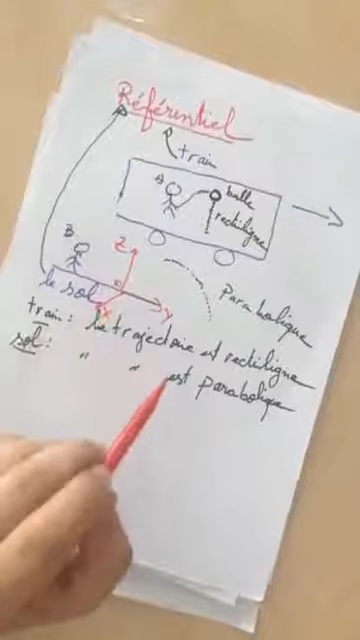 Référentiel
train
A
balle
rectiligne
B
Z
le sol
X
Y
Parabolique
train : la trajectoire est rectiligne
sol : " " est parabolique